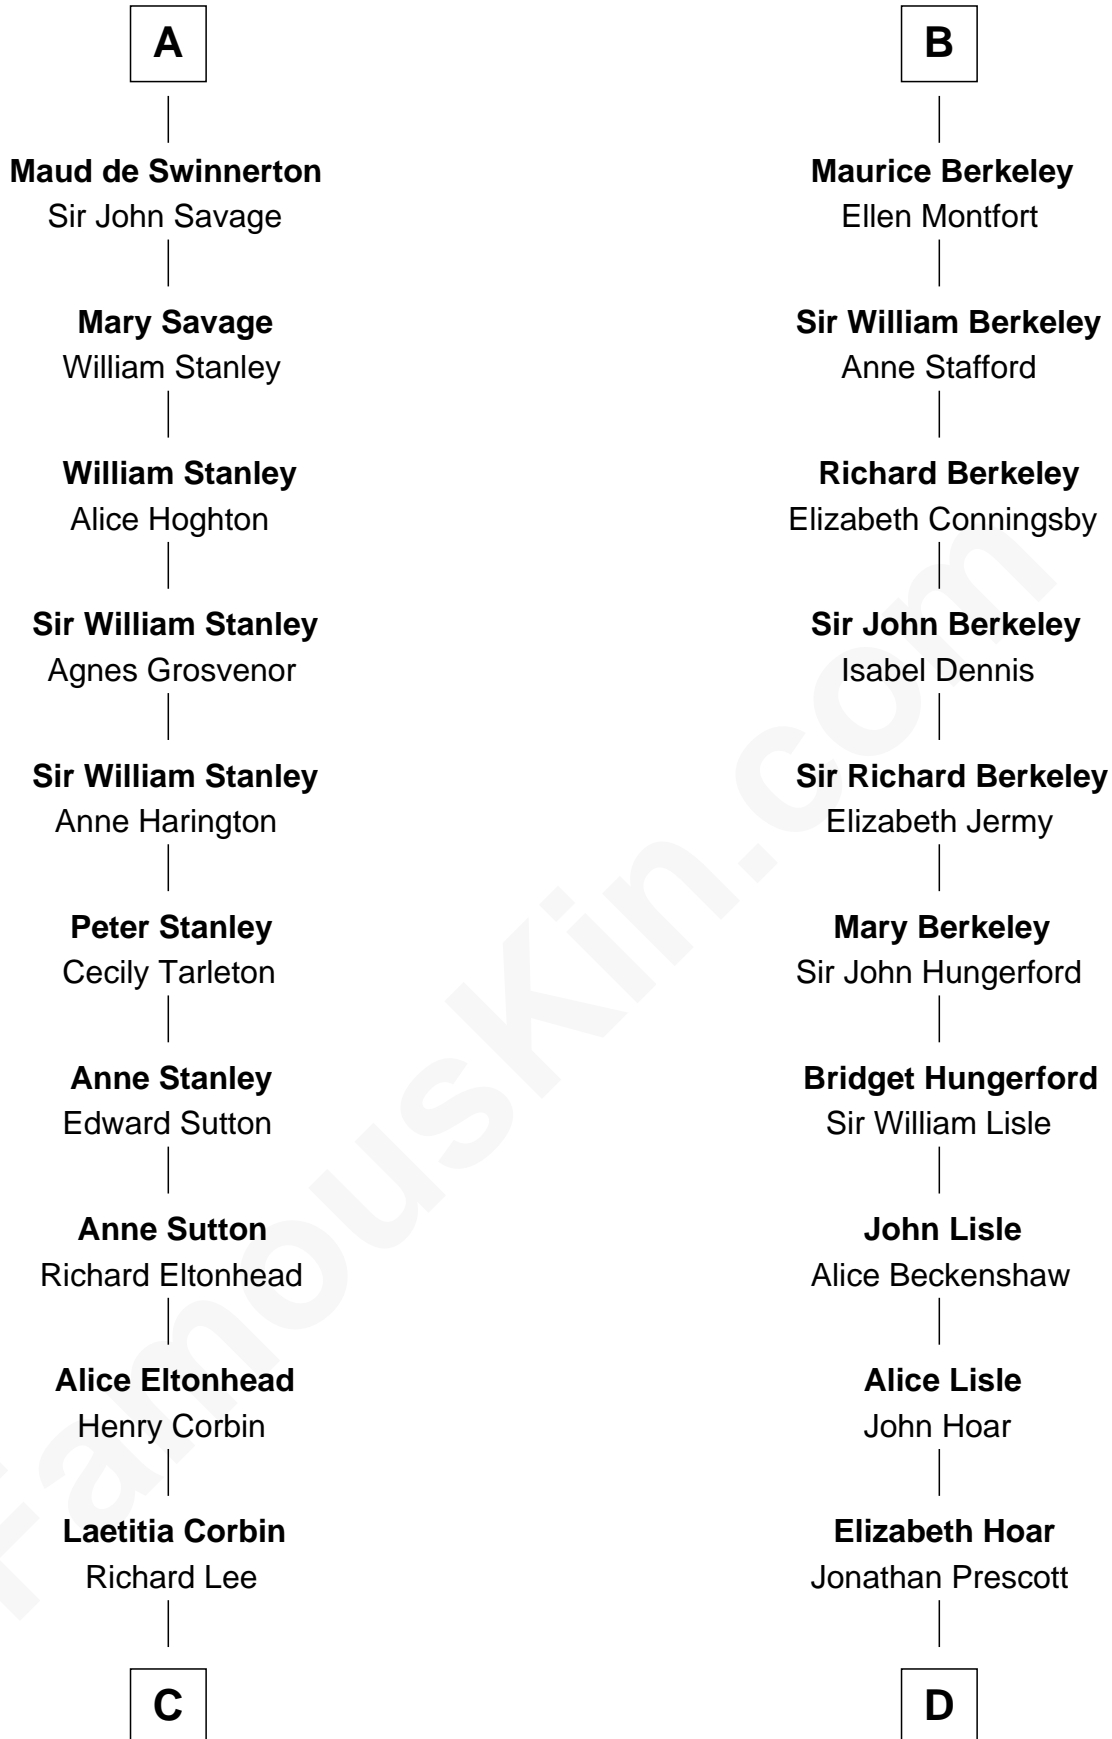 A
Maud de Swinnerton
Sir John Savage
Mary Savage
William Stanley
William Stanley
Alice Hoghton
Sir William Stanley
Agnes Grosvenor
Sir William Stanley
Anne Harington
Peter Stanley
Cecily Tarleton
Anne Stanley
Edward Sutton
Anne Sutton
Richard Eltonhead
Alice Eltonhead
Henry Corbin
Laetitia Corbin
Richard Lee
C
B
Maurice Berkeley
Ellen Montfort
Sir William Berkeley
Anne Stafford
Richard Berkeley
Elizabeth Conningsby
Sir John Berkeley
Isabel Dennis
Sir Richard Berkeley
Elizabeth Jermy
Mary Berkeley
Sir John Hungerford
Bridget Hungerford
Sir William Lisle
John Lisle
Alice Beckenshaw
Alice Lisle
John Hoar
Elizabeth Hoar
Jonathan Prescott
D
FamousKin.com